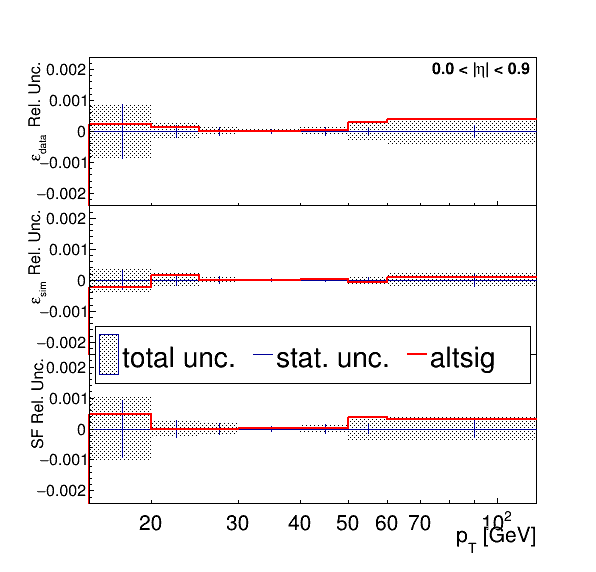 0.0 < |η| < 0.9
ε_data Rel. Unc.
0.002
0.001
0
−0.001
−0.002
ε_sim Rel. Unc.
0.002
0.001
0
−0.001
−0.002
total unc. stat. unc. altsig
SF Rel. Unc.
0.002
0.001
0
−0.001
−0.002
20 30 40 50 60 70 10²
p_T [GeV]